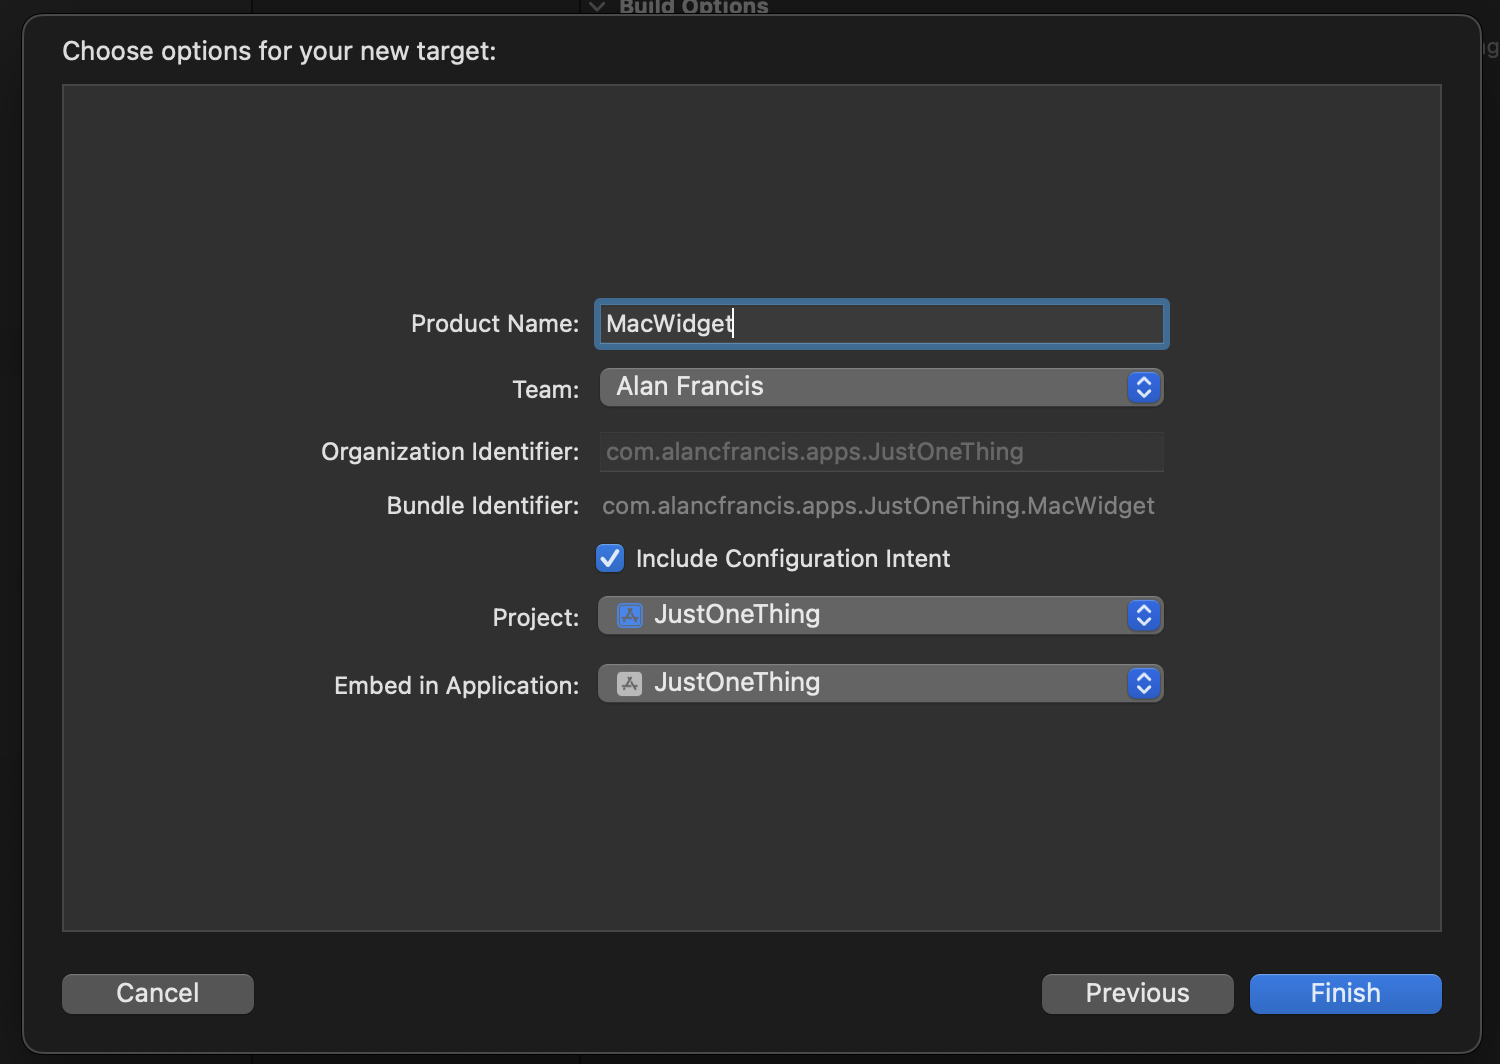 Build Options
Choose options for your new target:
Product Name: MacWidget
Team: Alan Francis
Organization Identifier: com.alancfrancis.apps.JustOneThing
Bundle Identifier: com.alancfrancis.apps.JustOneThing.MacWidget
Include Configuration Intent
Project: JustOneThing
Embed in Application: JustOneThing
Cancel
Previous
Finish